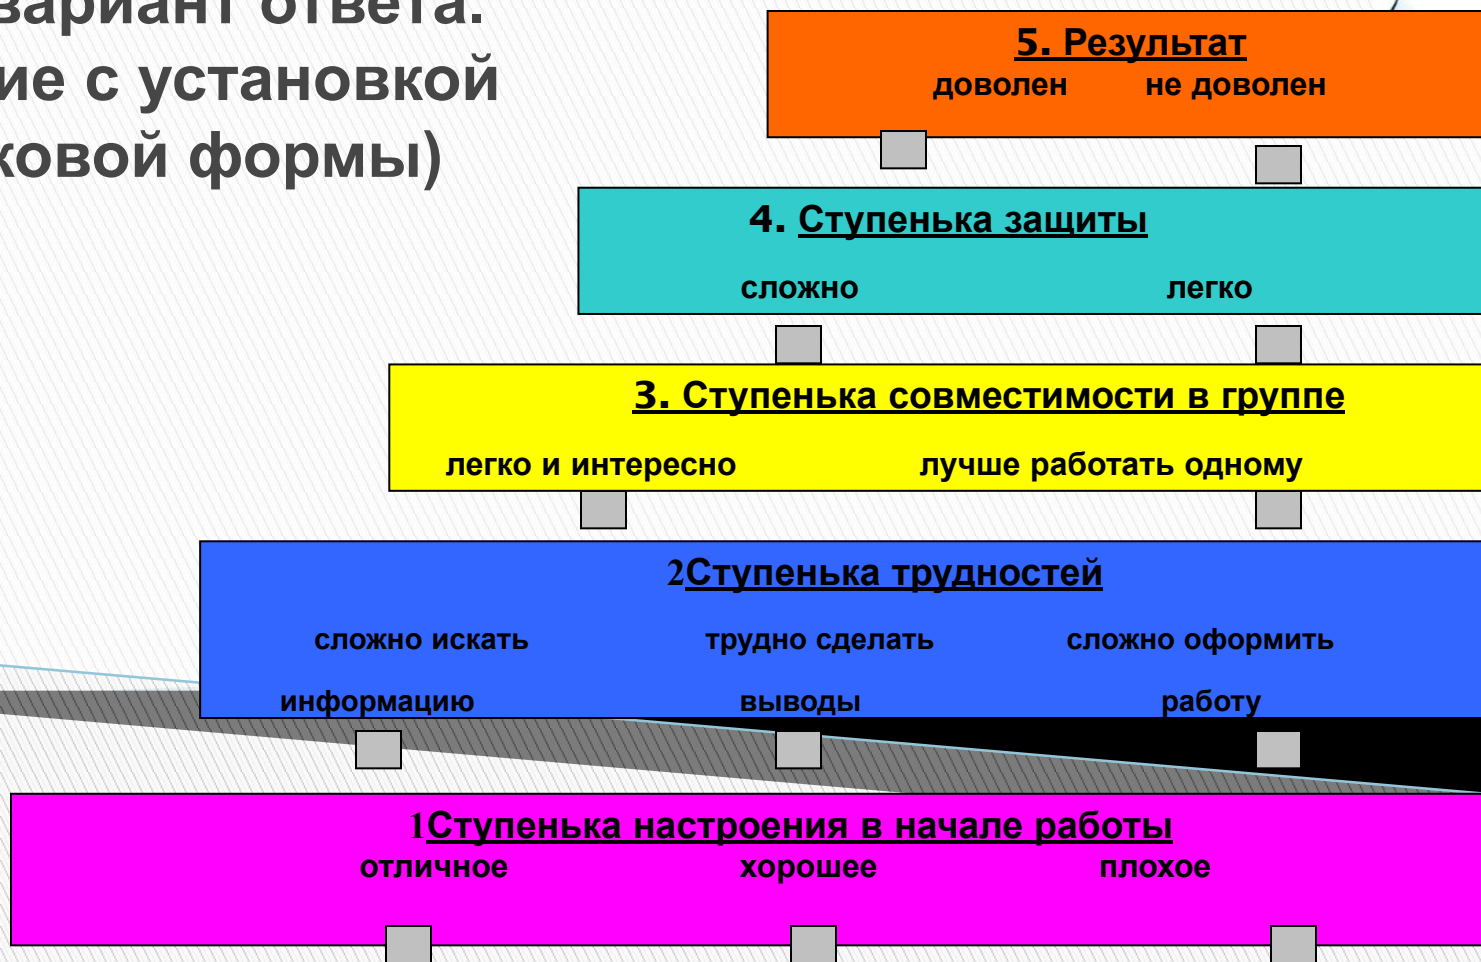 вариант ответа.
ие с установкой
ковой формы)
5. Результат
доволен не доволен
4. Ступенька защиты
сложно легко
3. Ступенька совместимости в группе
легко и интересно лучше работать одному
2Ступенька трудностей
сложно искать трудно сделать сложно оформить
информацию выводы работу
1Ступенька настроения в начале работы
отличное хорошее плохое